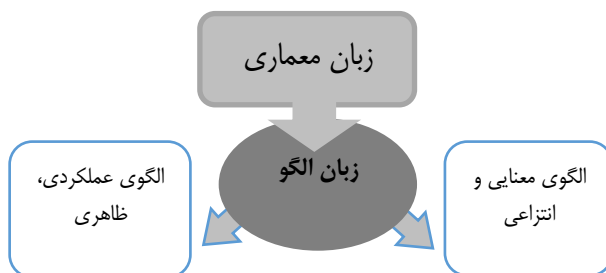 زبان معماری
زبان الگو
الگوی معنایی و
انتزاعی
الگوی عملکردی،
ظاهری